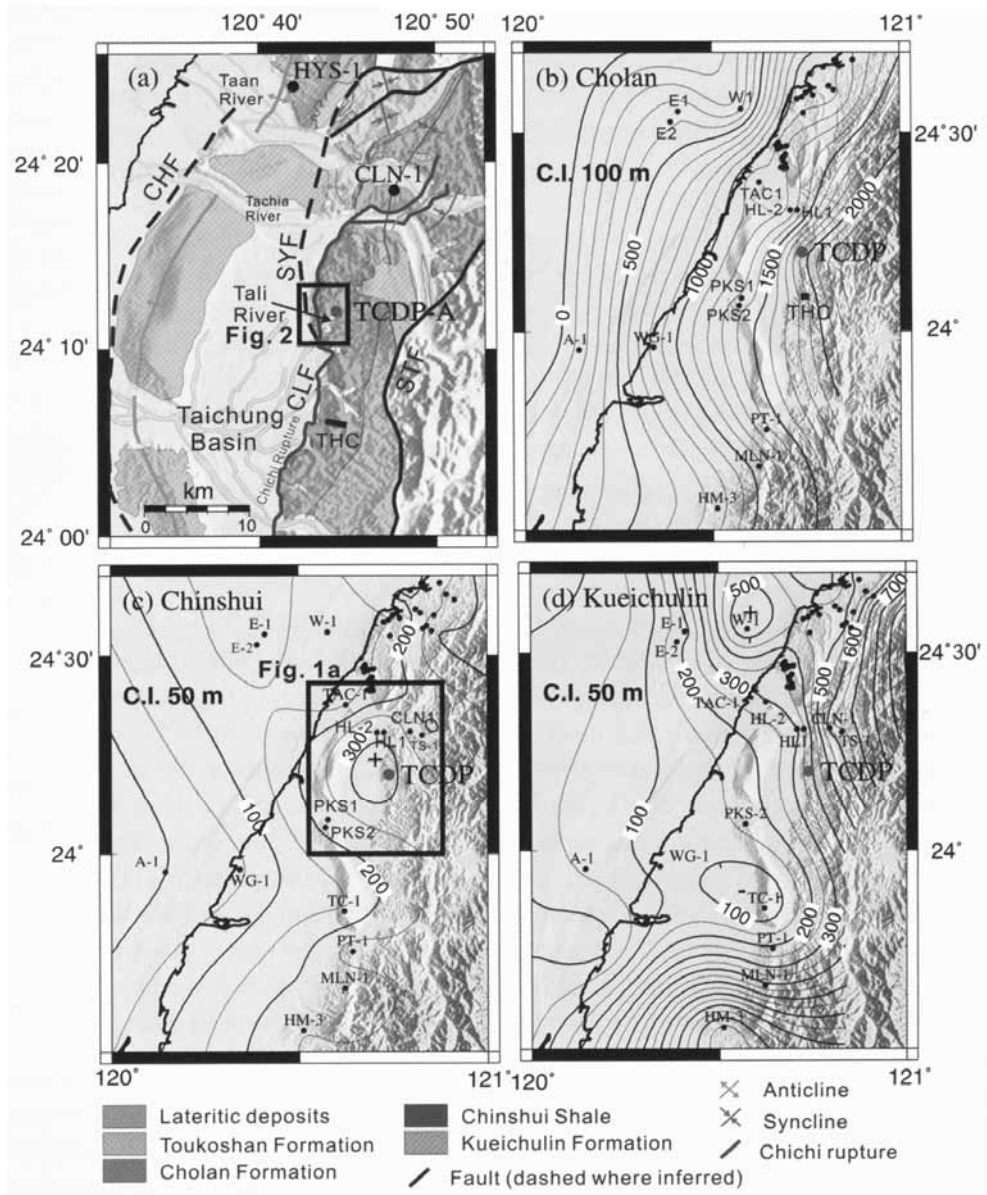 120° 40'
120° 50'
120°
121°
(a)
HYS-1
Taan
River
CHF
24° 20'
CLN-1
Tachia
River
SYF
Tali
River
TCDP-A
Fig. 2
24° 10'
CLF
STF
Taichung
Basin
Chichi Rupture
THC
km
0
10
24° 00'
(b) Cholan
E1
W1
E2
24° 30'
C.I. 100 m
TAC1
HL-2
HL1
2000
TCDP
500
1000
1500
PKS1
PKS2
THC
0
A-1
WG-1
24°
PT-1
MLN-1
HM-3
(c) Chinshui
E-1
W-1
E-2
200
24° 30'
Fig. 1a
C.I. 50 m
TAC-1
HL-2
CLN1
HL1
TS-1
300
TCDP
100
PKS1
PKS2
24°
A-1
WG-1
200
TC-1
PT-1
MLN-1
HM-3
120°
121°
(d) Kueichulin
500
700
E-1
W-1
E-2
600
24° 30'
C.I. 50 m
200
300
500
TAC-1
HL-2
CLN-1
HL1
TS-1
TCDP
100
PKS-2
24°
A-1
WG-1
TC-1
100
200
300
PT-1
MLN-1
HM-3
120°
121°
Lateritic deposits
Toukoshan Formation
Cholan Formation
Chinshui Shale
Kueichulin Formation
Fault (dashed where inferred)
Anticline
Syncline
Chichi rupture